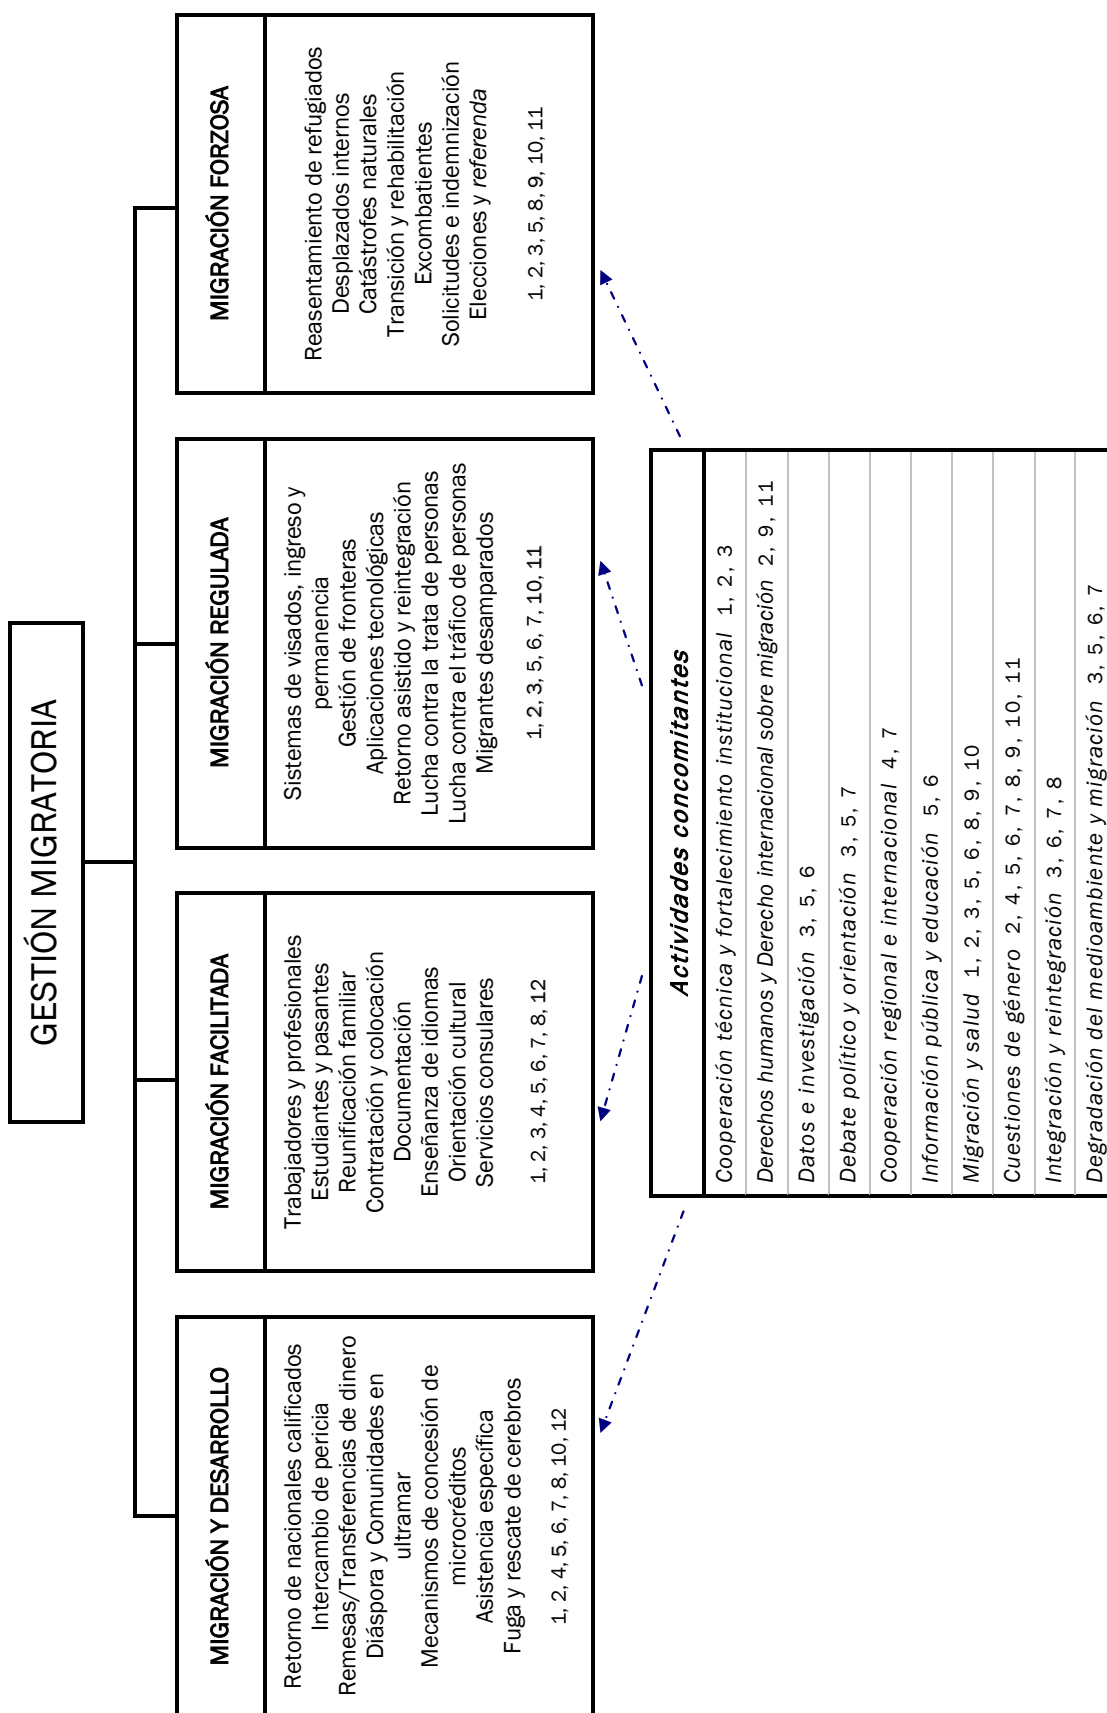 GESTIÓN MIGRATORIA
MIGRACIÓN Y DESARROLLO
Retorno de nacionales calificados
Intercambio de pericia
Remesas/Transferencias de dinero
Diáspora y Comunidades en
ultramar
Mecanismos de concesión de
microcréditos
Asistencia específica
Fuga y rescate de cerebros
1, 2, 4, 5, 6, 7, 8, 10, 12
MIGRACIÓN FACILITADA
Trabajadores y profesionales
Estudiantes y pasantes
Reunificación familiar
Contratación y colocación
Documentación
Enseñanza de idiomas
Orientación cultural
Servicios consulares
1, 2, 3, 4, 5, 6, 7, 8, 12
MIGRACIÓN REGULADA
Sistemas de visados, ingreso y
permanencia
Gestión de fronteras
Aplicaciones tecnológicas
Retorno asistido y reintegración
Lucha contra la trata de personas
Lucha contra el tráfico de personas
Migrantes desamparados
1, 2, 3, 5, 6, 7, 10, 11
MIGRACIÓN FORZOSA
Reasentamiento de refugiados
Desplazados internos
Catástrofes naturales
Transición y rehabilitación
Excombatientes
Solicitudes e indemnización
Elecciones y referenda
1, 2, 3, 5, 8, 9, 10, 11
Actividades concomitantes
Cooperación técnica y fortalecimiento institucional 1, 2, 3
Derechos humanos y Derecho internacional sobre migración 2, 9, 11
Datos e investigación 3, 5, 6
Debate político y orientación 3, 5, 7
Cooperación regional e internacional 4, 7
Información pública y educación 5, 6
Migración y salud 1, 2, 3, 5, 6, 8, 9, 10
Cuestiones de género 2, 4, 5, 6, 7, 8, 9, 10, 11
Integración y reintegración 3, 6, 7, 8
Degradación del medioambiente y migración 3, 5, 6, 7